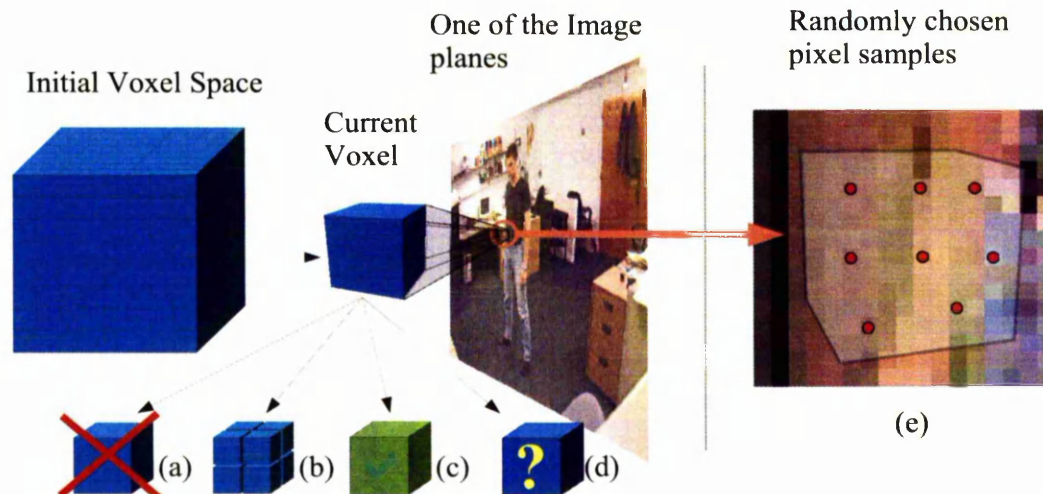 Initial Voxel Space
Current
Voxel
One of the Image
planes
Randomly chosen
pixel samples
(a)
(b)
(c)
?
(d)
(e)